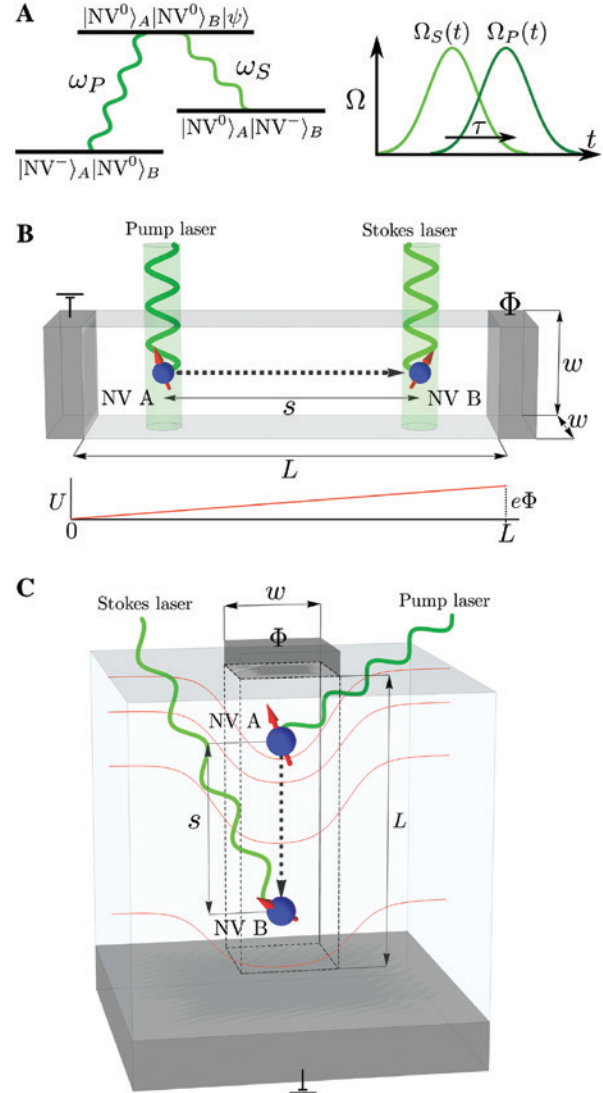 A
|NV⁰⟩_A|NV⁰⟩_B|ψ⟩
ω_P
ω_S
|NV⁰⟩_A|NV⁻⟩_B
|NV⁻⟩_A|NV⁰⟩_B
Ω_S(t)
Ω_P(t)
Ω
τ
t
B
Pump laser
Stokes laser
Φ
w
NV A
NV B
s
w
L
U
eΦ
0
L
C
Stokes laser
w
Pump laser
Φ
NV A
s
L
NV B